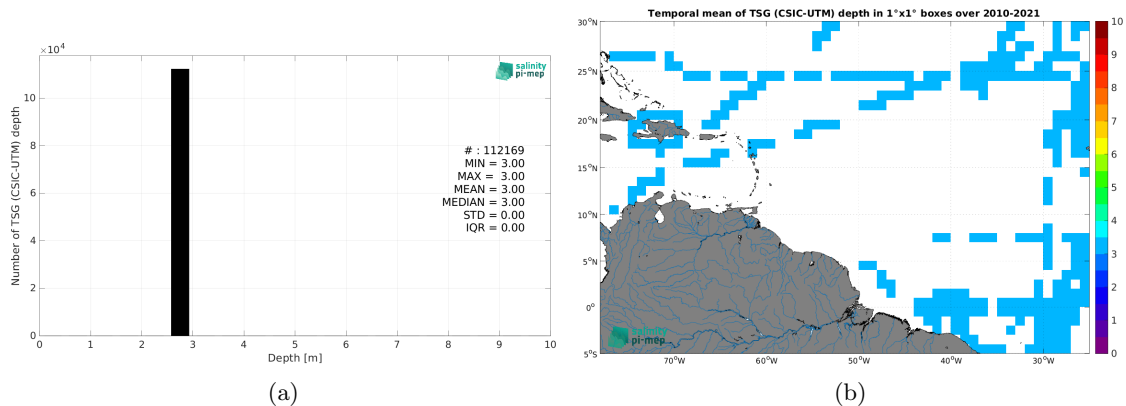 ×10⁴
10
8
6
4
2
0
Number of TSG (CSIC-UTM) depth
0 1 2 3 4 5 6 7 8 9 10
Depth [m]
salinity
pi-mep
# : 112169
MIN = 3.00
MAX = 3.00
MEAN = 3.00
MEDIAN = 3.00
STD = 0.00
IQR = 0.00
(a)
Temporal mean of TSG (CSIC-UTM) depth in 1°x1° boxes over 2010-2021
30°N
25°N
20°N
15°N
10°N
5°N
0°
5°S
70°W 60°W 50°W 40°W 30°W
salinity
pi-mep
10
9
8
7
6
5
4
3
2
1
0
(b)